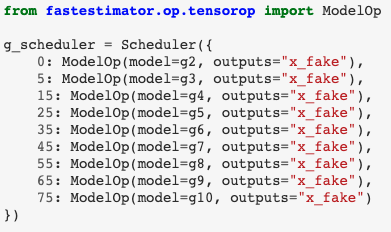 from fastestimator.op.tensorop import ModelOp
g_scheduler = Scheduler({
    0: ModelOp(model=g2, outputs="x_fake"),
    5: ModelOp(model=g3, outputs="x_fake"),
    15: ModelOp(model=g4, outputs="x_fake"),
    25: ModelOp(model=g5, outputs="x_fake"),
    35: ModelOp(model=g6, outputs="x_fake"),
    45: ModelOp(model=g7, outputs="x_fake"),
    55: ModelOp(model=g8, outputs="x_fake"),
    65: ModelOp(model=g9, outputs="x_fake"),
    75: ModelOp(model=g10, outputs="x_fake")
})